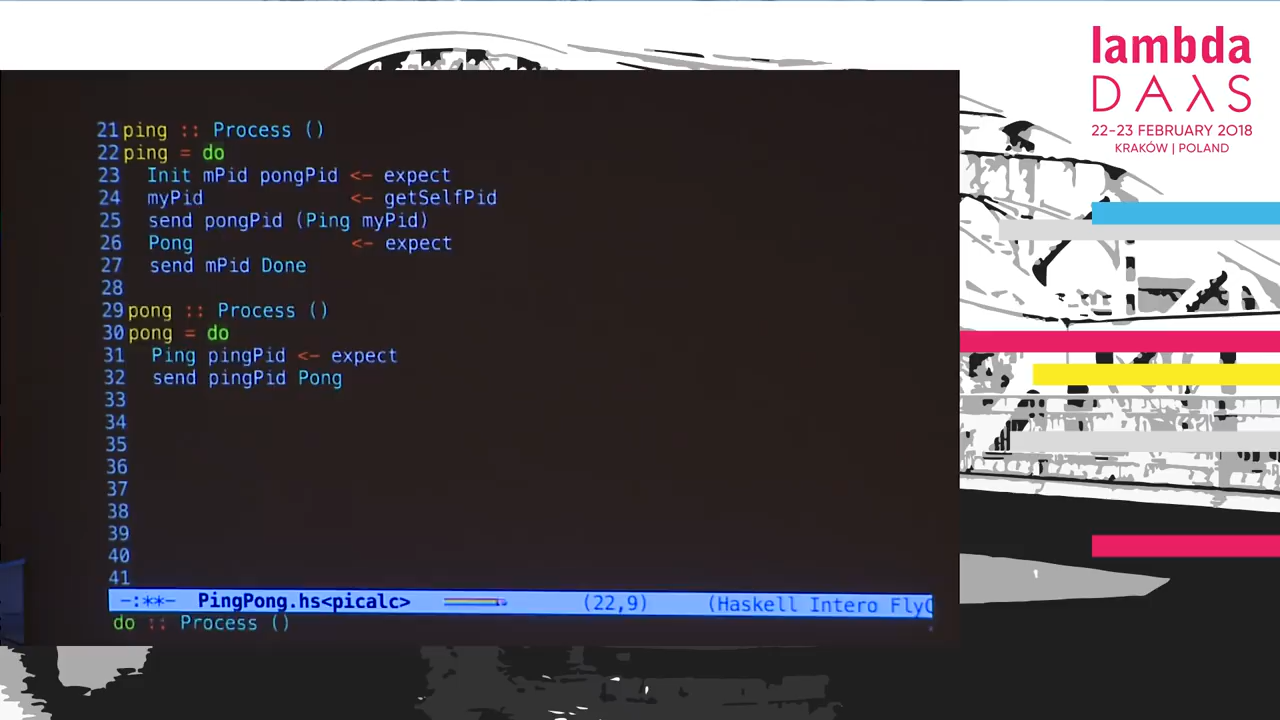 lambda
DAYS
22-23 FEBRUARY 2018
KRAKÓW | POLAND
21 ping :: Process ()
22 ping = do
23   Init mPid pongPid <- expect
24   myPid             <- getSelfPid
25   send pongPid (Ping myPid)
26   Pong              <- expect
27   send mPid Done
28
29 pong :: Process ()
30 pong = do
31   Ping pingPid <- expect
32   send pingPid Pong
33
34
35
36
37
38
39
40
41
-:**-  PingPong.hs<picalc>  (22,9)  (Haskell Intero FlyC
do :: Process ()